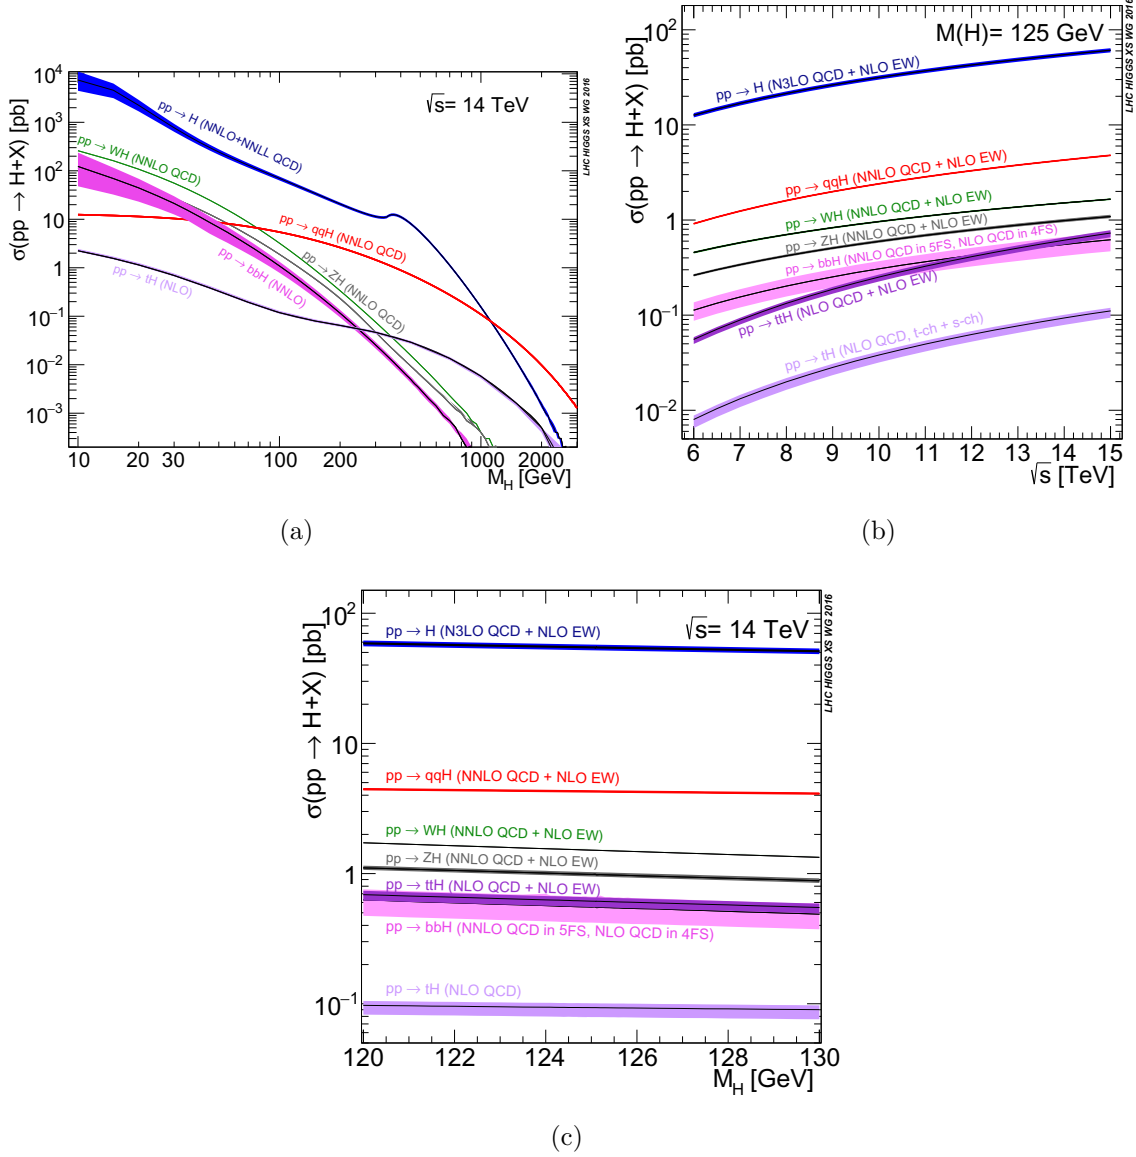 σ(pp → H+X) [pb]
10⁴
10³
10²
10
1
10⁻¹
10⁻²
10⁻³
√s= 14 TeV
LHC HIGGS XS WG 2016
pp → H (NNLO+NNLL QCD)
pp → WH (NNLO QCD)
pp → qqH (NNLO QCD)
pp → ZH (NNLO QCD)
pp → bbH (NNLO)
pp → tH (NLO)
10 20 30 100 200 1000 2000
M_H [GeV]
(a)
σ(pp → H+X) [pb]
10²
10
1
10⁻¹
10⁻²
M(H)= 125 GeV
LHC HIGGS XS WG 2016
pp → H (N3LO QCD + NLO EW)
pp → qqH (NNLO QCD + NLO EW)
pp → WH (NNLO QCD + NLO EW)
pp → ZH (NNLO QCD + NLO EW)
pp → bbH (NNLO QCD in 5FS, NLO QCD in 4FS)
pp → ttH (NLO QCD + NLO EW)
pp → tH (NLO QCD, t-ch + s-ch)
6 7 8 9 10 11 12 13 14 15
√s [TeV]
(b)
σ(pp → H+X) [pb]
10²
10
1
10⁻¹
√s= 14 TeV
LHC HIGGS XS WG 2016
pp → H (N3LO QCD + NLO EW)
pp → qqH (NNLO QCD + NLO EW)
pp → WH (NNLO QCD + NLO EW)
pp → ZH (NNLO QCD + NLO EW)
pp → ttH (NLO QCD + NLO EW)
pp → bbH (NNLO QCD in 5FS, NLO QCD in 4FS)
pp → tH (NLO QCD)
120 122 124 126 128 130
M_H [GeV]
(c)